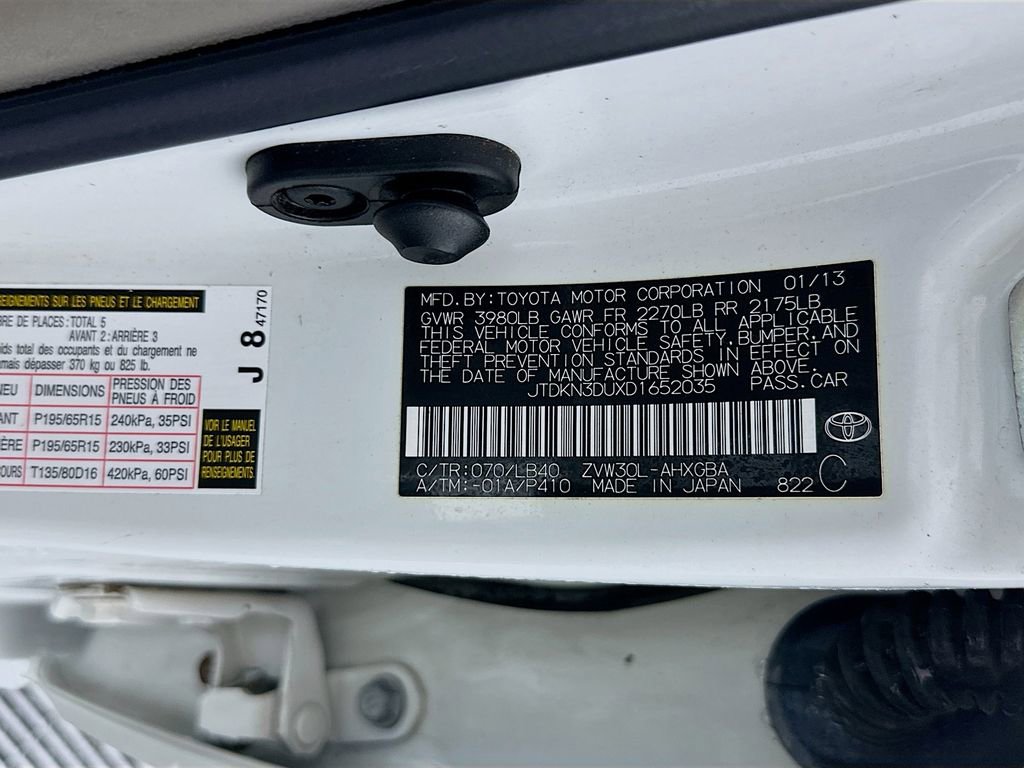 SEIGNEMENTS SUR LES PNEUS ET LE CHARGEMENT
BRE DE PLACES: TOTAL 5
AVANT 2: ARRIÈRE 3
ids total des occupants et du chargement ne
mais dépasser 370 kg ou 825 lb.
NEU DIMENSIONS PRESSION DES PNEUS À FROID
ANT P195/65R15 240kPa, 35PSI
IÈRE P195/65R15 230kPa, 33PSI
COURS T135/80D16 420kPa, 60PSI
VOIR LE MANUEL
DE L'USAGER
POUR PLUS DE
RENSEIGNEMENTS.
J 8 47170
MFD. BY: TOYOTA MOTOR CORPORATION 01/13
GVWR 3980LB GAWR FR 2270LB RR 2175LB
THIS VEHICLE CONFORMS TO ALL APPLICABLE
FEDERAL MOTOR VEHICLE SAFETY, BUMPER, AND
THEFT PREVENTION STANDARDS IN EFFECT ON
THE DATE OF MANUFACTURE SHOWN ABOVE.
JTDKN3DUXD1652035 PASS. CAR
C/TR: 070/LB40 ZVW30L-AHXGBA
A/TM: -01A/P410 MADE IN JAPAN 822 C